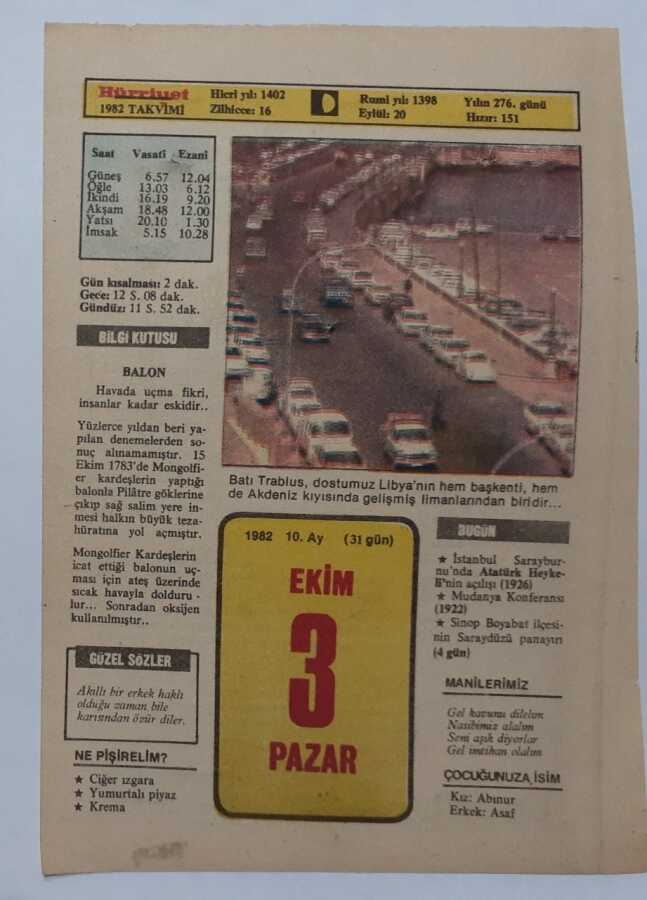 Hürriyet
1982 TAKVİMİ
Hicri yıl: 1402
Zilhicce: 16
Rumi yılı: 1398
Eylül: 20
Yılın 276. günü
Hızır: 151
Saat Vasatî Ezanî
Güneş 6.57 12.04
Öğle 13.03 6.12
İkindi 16.19 9.20
Akşam 18.48 12.00
Yatsı 20.10 1.30
İmsak 5.15 10.28
Gün kısalması: 2 dak.
Gece: 12 S. 08 dak.
Gündüz: 11 S. 52 dak.
BİLGİ KUTUSU
BALON
Havada uçma fikri,
insanlar kadar eskidir..
Yüzlerce yıldan beri ya-
pılan denemelerden so-
nuç alınamamıştır. 15
Ekim 1783'de Mongolfi-
er kardeşlerin yaptığı
balonla Pilâtre göklerine
çıkıp sağ salim yere in-
mesi halkın büyük teza-
hüratına yol açmıştır.
Mongolfier Kardeşlerin
icat ettiği balonun uç-
ması için ateş üzerinde
sıcak havayla dolduru -
lur... Sonradan oksijen
kullanılmıştır..
GÜZEL SÖZLER
Akıllı bir erkek haklı
olduğu zaman bile
karısından özür diler.
NE PİŞİRELİM?
★ Ciğer ızgara
★ Yumurtalı piyaz
★ Krema
Batı Trablus, dostumuz Libya'nın hem başkenti, hem
de Akdeniz kıyısında gelişmiş limanlarından biridir...
1982 10. Ay (31 gün)
EKİM
3
PAZAR
BUGÜN
★ İstanbul Saraybur-
nu'nda Atatürk Heyke-
li'nin açılışı (1926)
★ Mudanya Konferansı
(1922)
★ Sinop Boyabat ilçesi-
nin Saraydüzü panayırı
(4 gün)
MANİLERİMİZ
Gel kavunu dilelim
Nasibimiz alalım
Seni aşık diyorlar
Gel imtihan olalım
ÇOCUĞUNUZA İSİM
Kız: Abınur
Erkek: Asaf